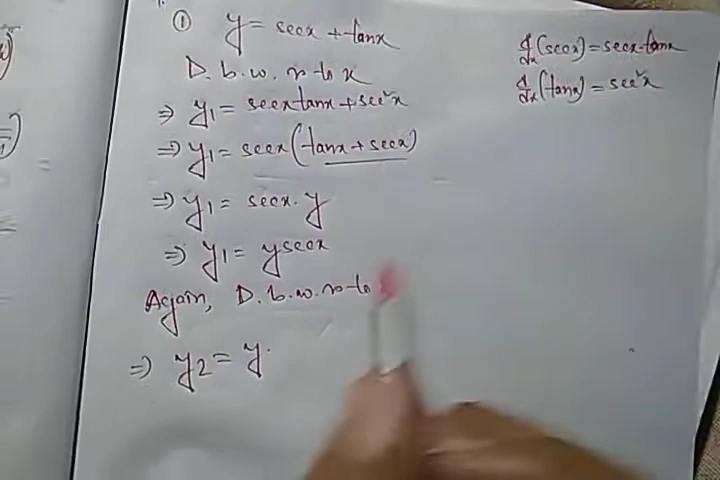 ① y = secx + tanx
D. b. w. r. to x
⇒ y₁ = secx tanx + sec²x
⇒ y₁ = secx (tanx + secx)
⇒ y₁ = secx. y
⇒ y₁ = y secx
Again, D. b. w. r. to
⇒ y₂ = y.
d/dx (secx) = secx.tanx
d/dx (tanx) = sec²x